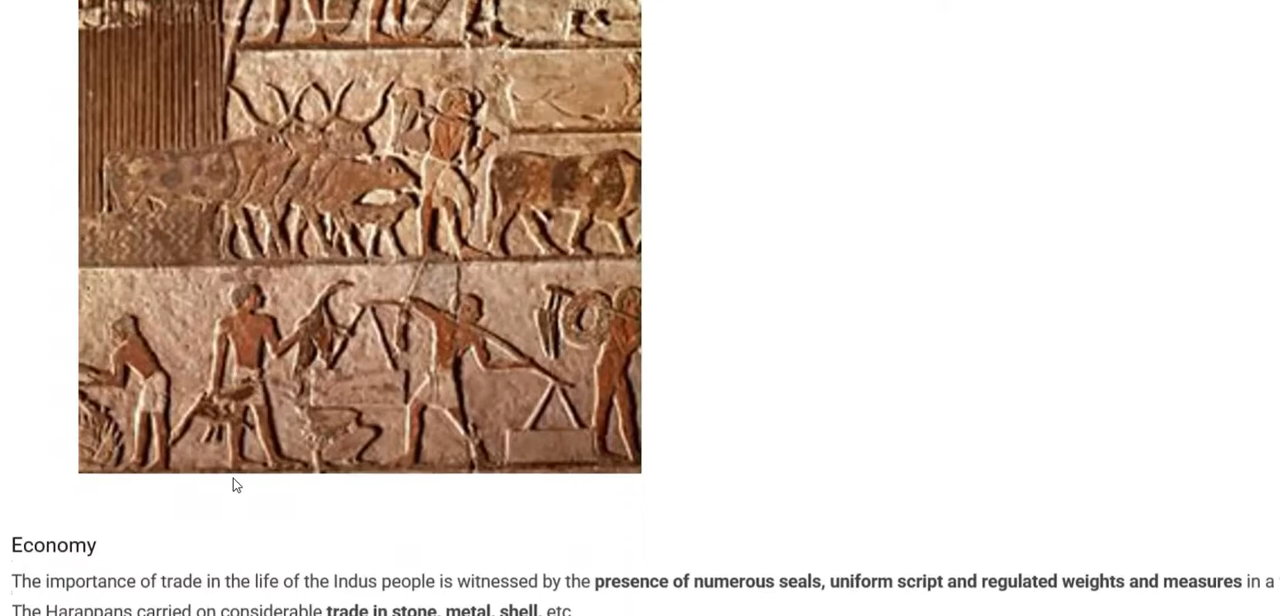 Economy
The importance of trade in the life of the Indus people is witnessed by the presence of numerous seals, uniform script and regulated weights and measures in a
The Harappans carried on considerable trade in stone, metal, shell, etc